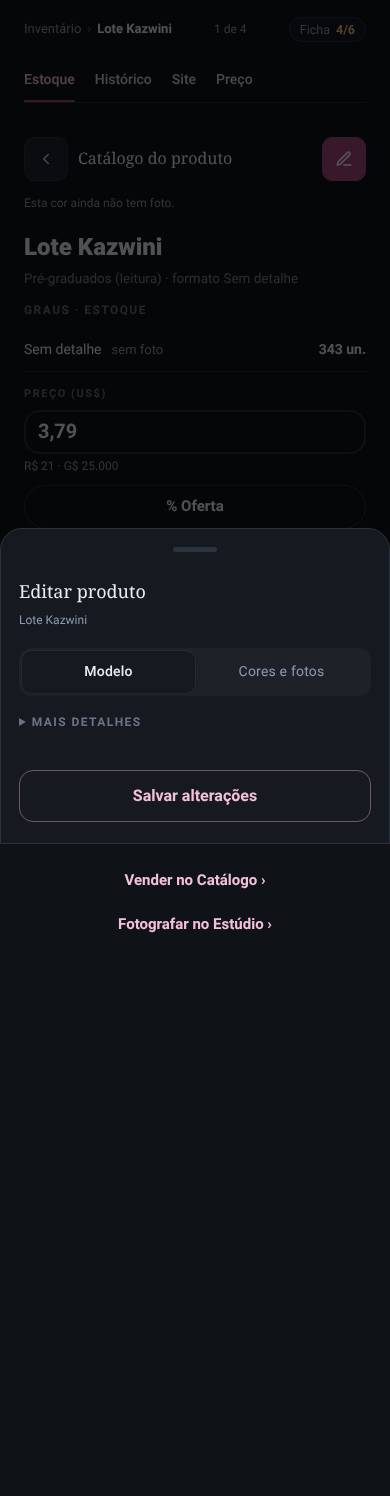 Inventário › Lote Kazwini 1 de 4 Ficha 4/6
Estoque Histórico Site Preço
Catálogo do produto
Esta cor ainda não tem foto.
Lote Kazwini
Pré-graduados (leitura) · formato Sem detalhe
GRAUS · ESTOQUE
Sem detalhe sem foto 343 un.
PREÇO (US$)
3,79
R$ 21 · G$ 25.000
% Oferta
Editar produto
Lote Kazwini
Modelo Cores e fotos
▶ MAIS DETALHES
Salvar alterações
Vender no Catálogo ›
Fotografar no Estúdio ›